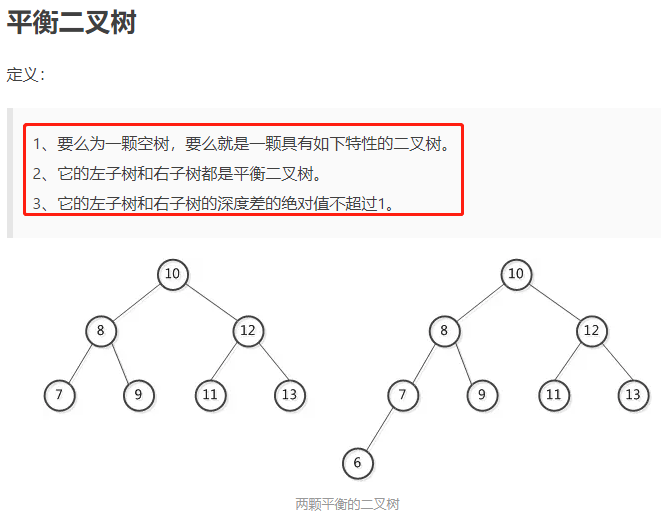 平衡二叉树
定义：
1、要么为一颗空树，要么就是一颗具有如下特性的二叉树。
2、它的左子树和右子树都是平衡二叉树。
3、它的左子树和右子树的深度差的绝对值不超过1。
10 10
8 12 8 12
7 9 11 13 7 9 11 13
6
两颗平衡的二叉树